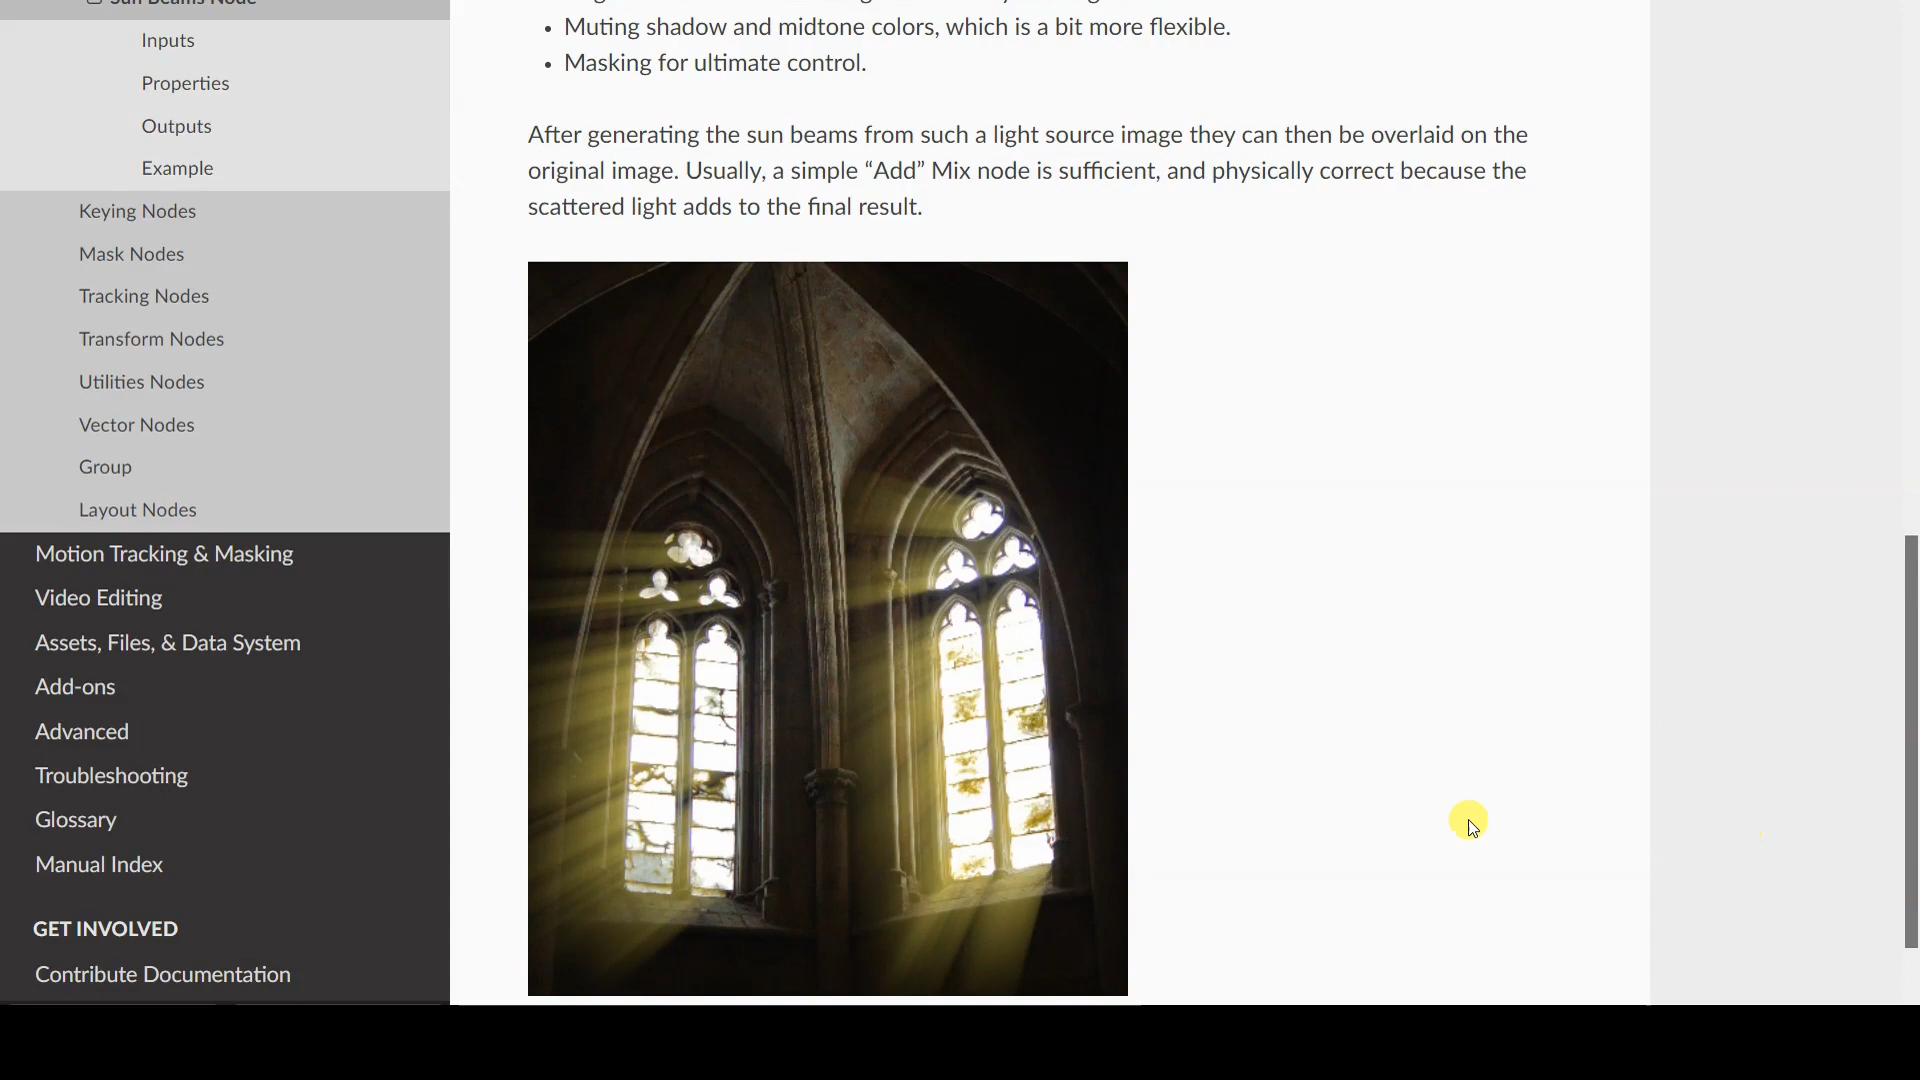 Sun Beams Node
Inputs
Properties
Outputs
Example
Keying Nodes
Mask Nodes
Tracking Nodes
Transform Nodes
Utilities Nodes
Vector Nodes
Group
Layout Nodes
Motion Tracking & Masking
Video Editing
Assets, Files, & Data System
Add-ons
Advanced
Troubleshooting
Glossary
Manual Index
GET INVOLVED
Contribute Documentation
• Muting shadow and midtone colors, which is a bit more flexible.
• Masking for ultimate control.
After generating the sun beams from such a light source image they can then be overlaid on the
original image. Usually, a simple “Add” Mix node is sufficient, and physically correct because the
scattered light adds to the final result.